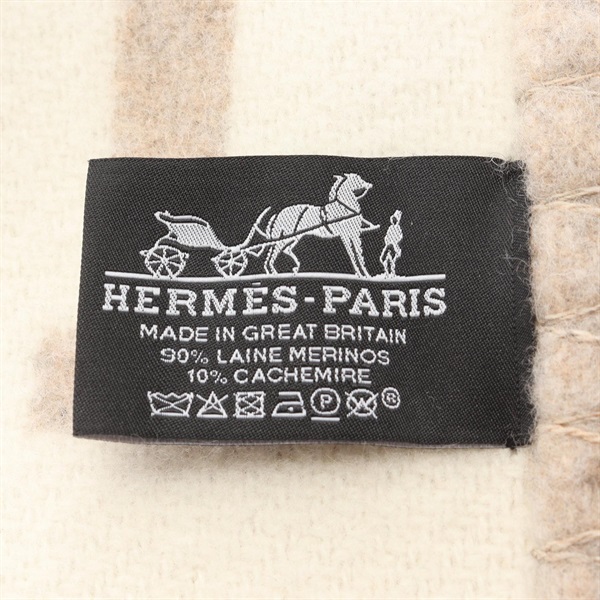 HERMÈS-PARIS
MADE IN GREAT BRITAIN
90% LAINE MERINOS
10% CACHEMIRE
P ®